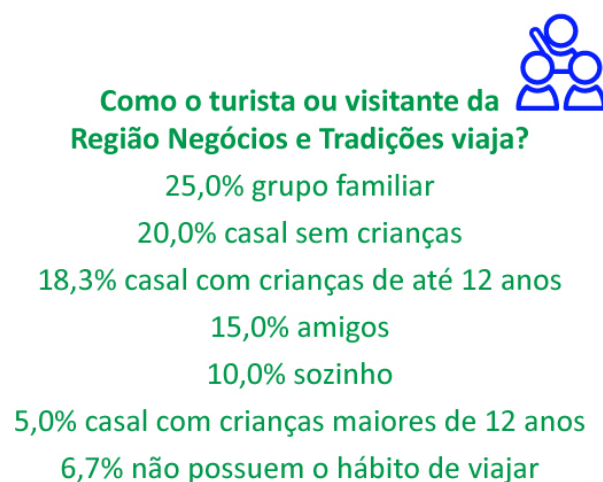 Como o turista ou visitante da
Região Negócios e Tradições viaja?
25,0% grupo familiar
20,0% casal sem crianças
18,3% casal com crianças de até 12 anos
15,0% amigos
10,0% sozinho
5,0% casal com crianças maiores de 12 anos
6,7% não possuem o hábito de viajar